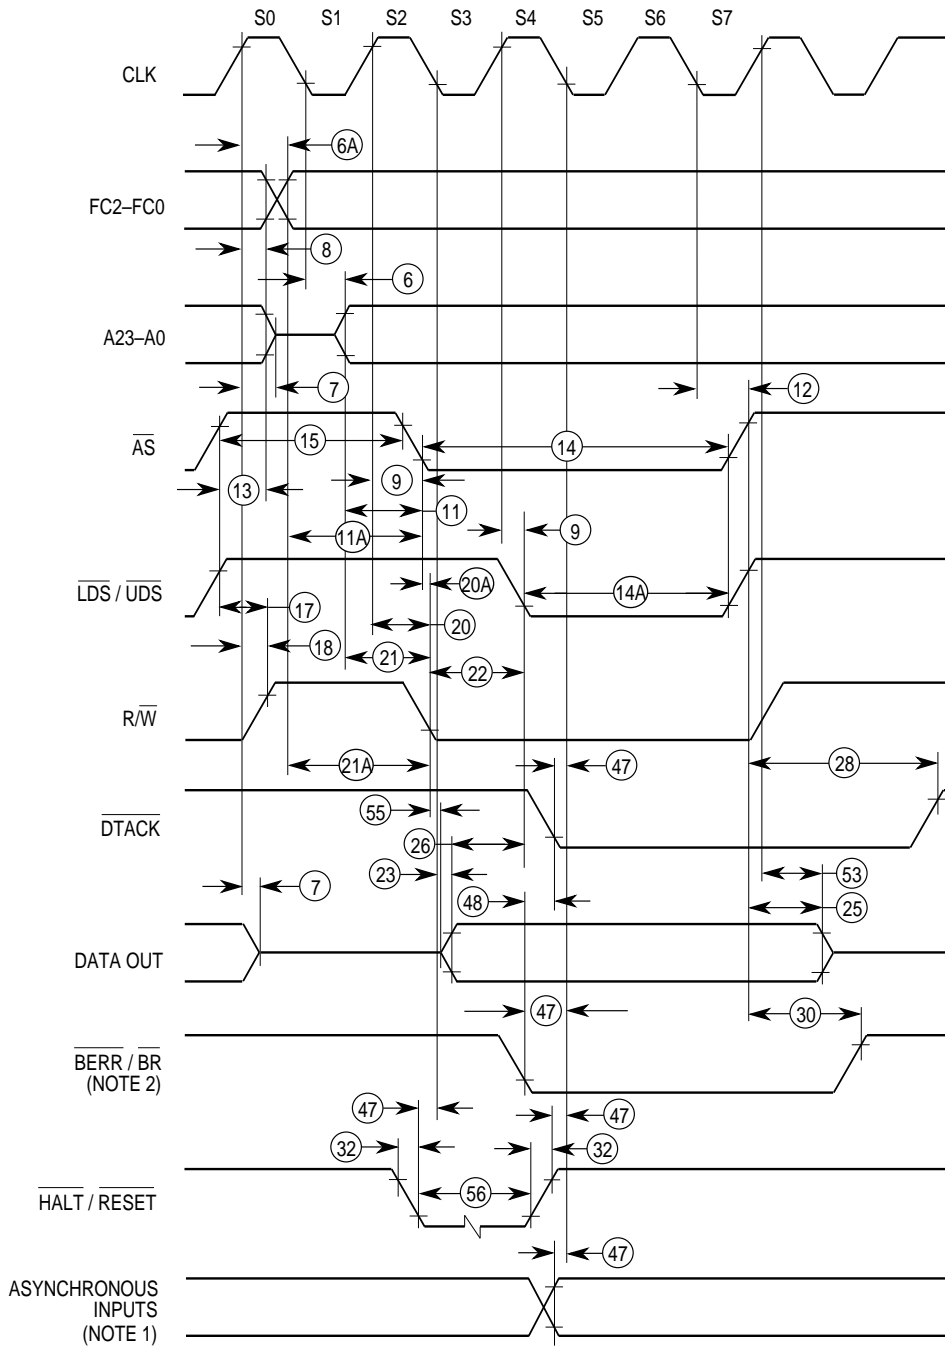 S0 S1 S2 S3 S4 S5 S6 S7
CLK
6A
FC2–FC0
8
6
A23–A0
7
12
AS
15
14
13
9
11
9
11A
LDS / UDS
20A
14A
17
20
18
21
22
R/W
21A
47
28
DTACK
55
26
23
53
7
48
25
DATA OUT
47
30
BERR / BR
(NOTE 2)
47
47
32
32
HALT / RESET
56
47
ASYNCHRONOUS
INPUTS
(NOTE 1)